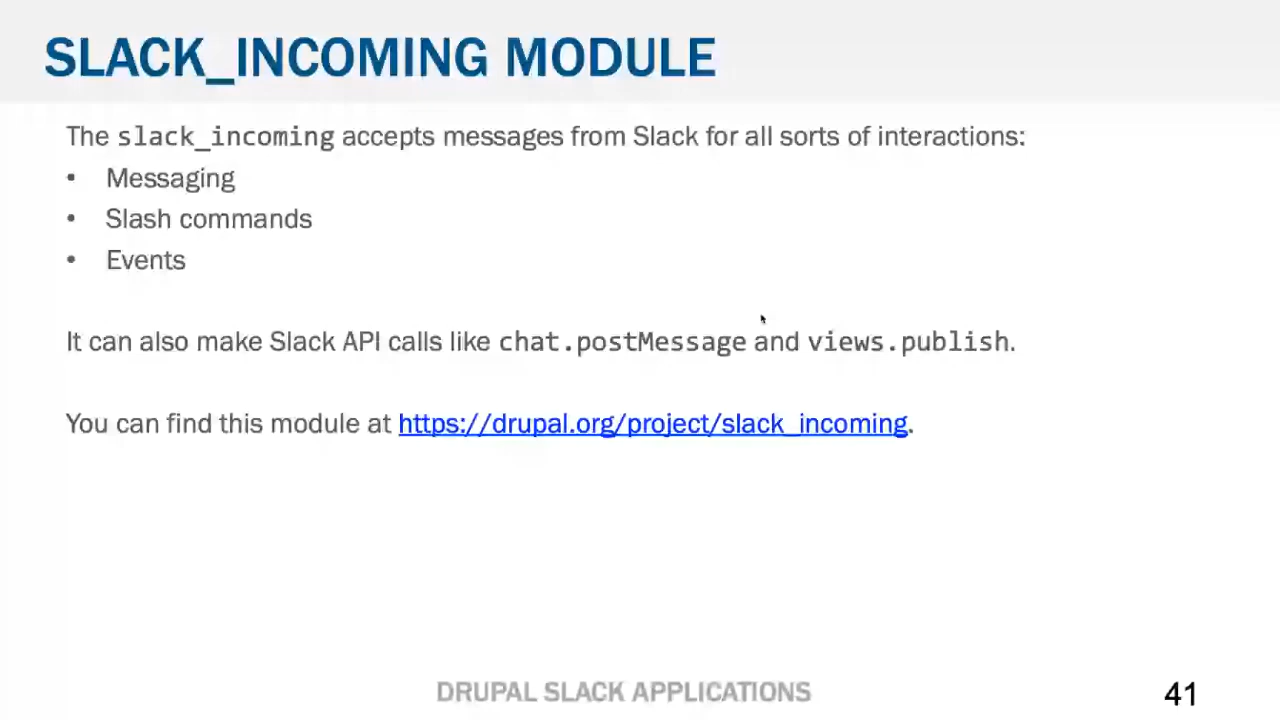 SLACK_INCOMING MODULE
The slack_incoming accepts messages from Slack for all sorts of interactions:
• Messaging
• Slash commands
• Events
It can also make Slack API calls like chat.postMessage and views.publish.
You can find this module at https://drupal.org/project/slack_incoming.
DRUPAL SLACK APPLICATIONS
41